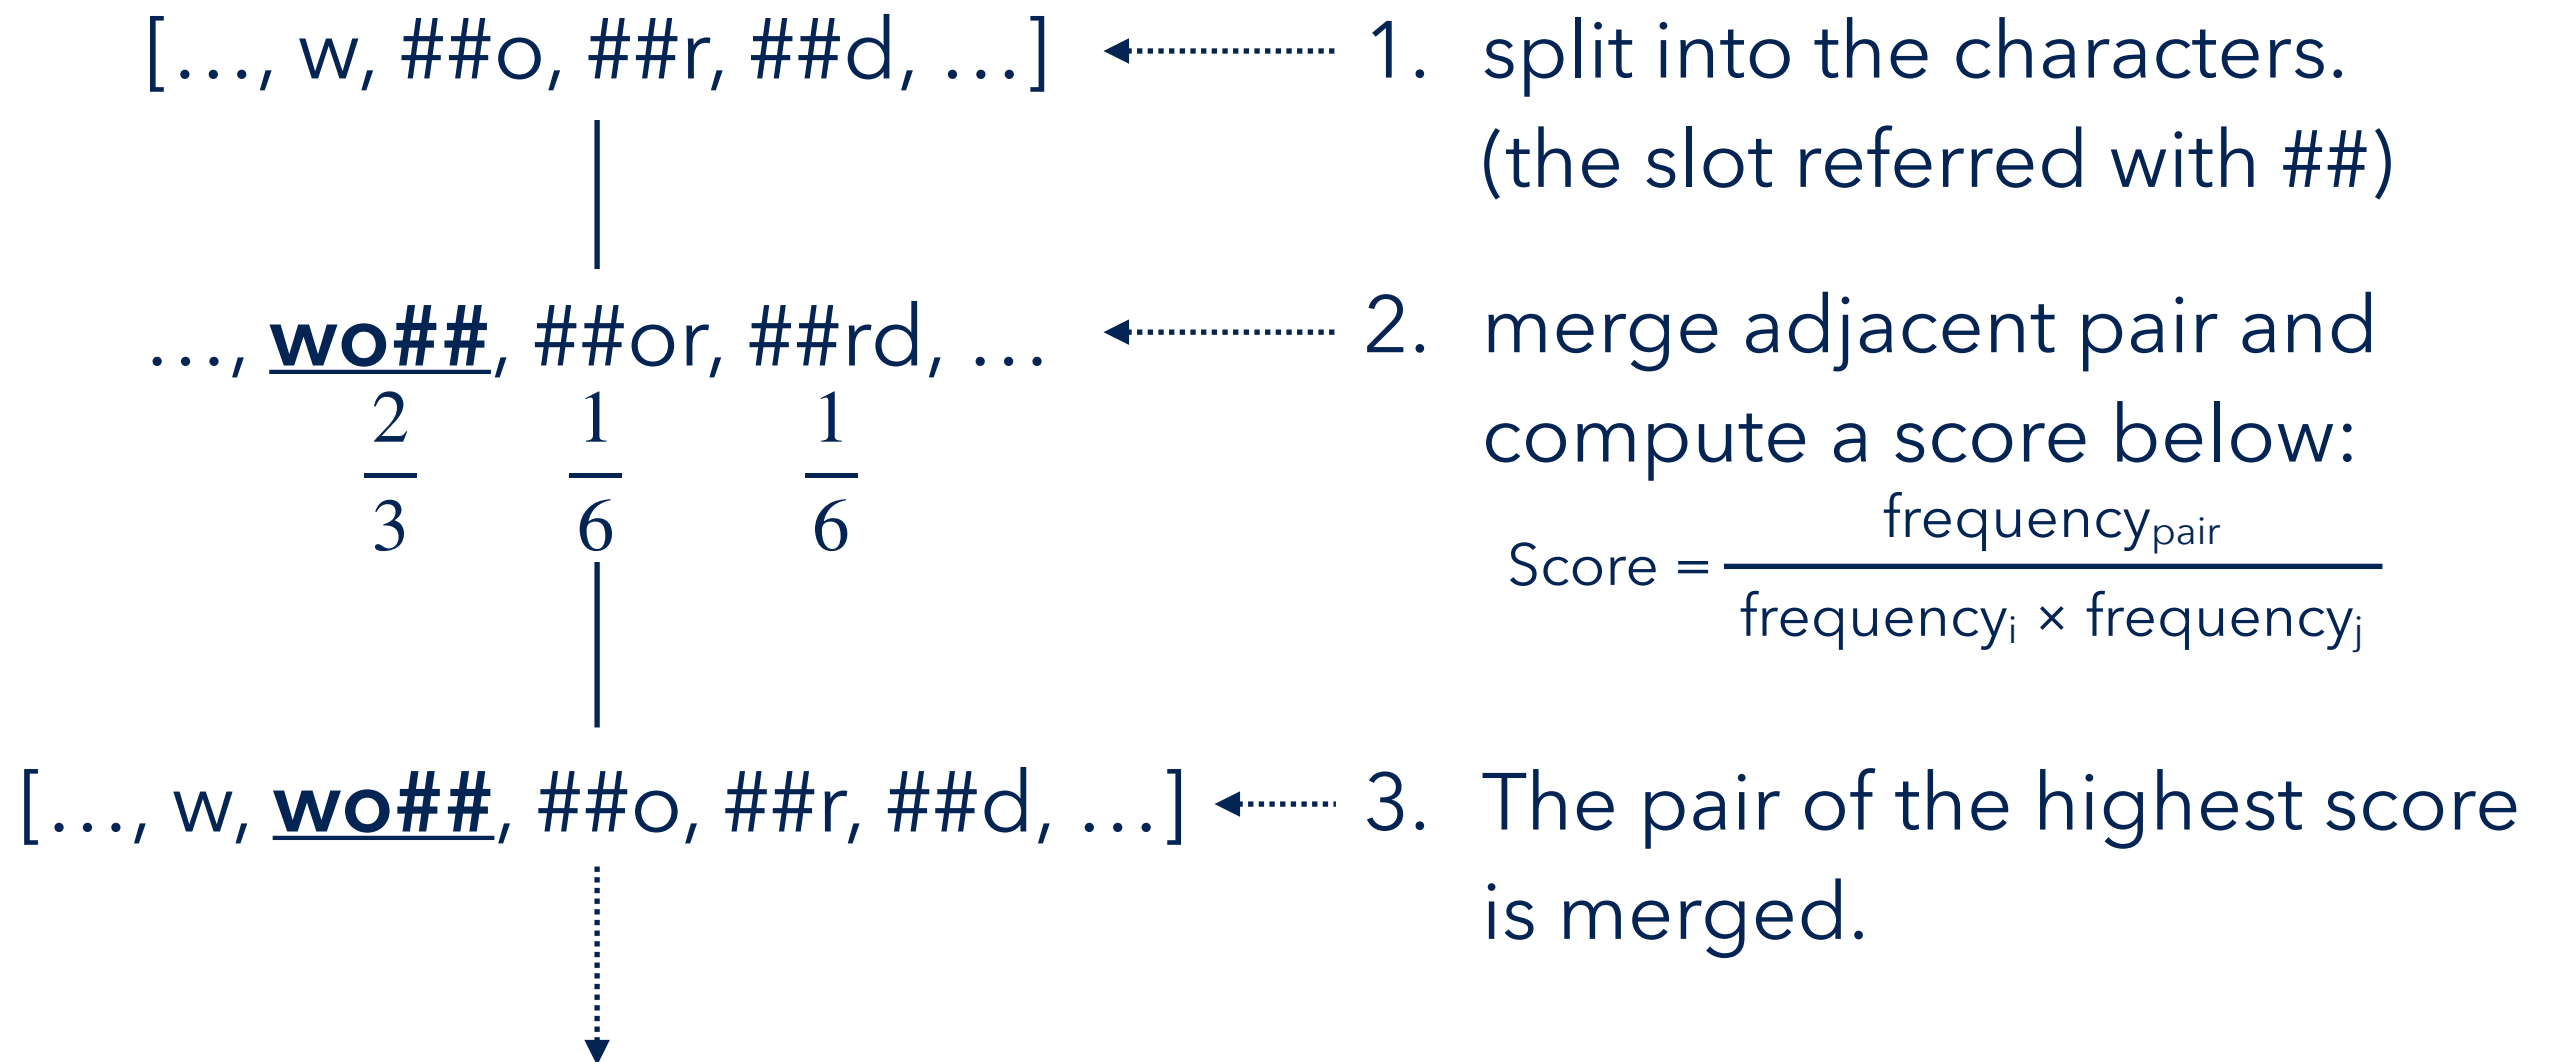 […, w, ##o, ##r, ##d, …]
1. split into the characters.
(the slot referred with ##)
…, wo##, ##or, ##rd, …
2/3 1/6 1/6
2. merge adjacent pair and
compute a score below:
Score = frequencypair / frequencyi × frequencyj
[…, w, wo##, ##o, ##r, ##d, …]
3. The pair of the highest score
is merged.